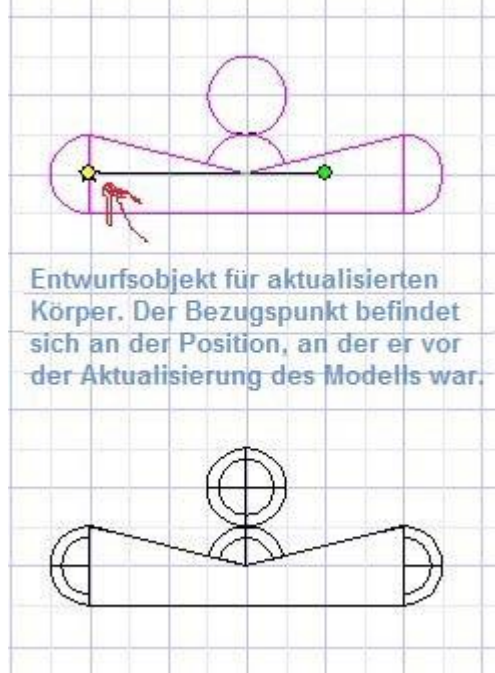 Entwurfsobjekt für aktualisierten
Körper. Der Bezugspunkt befindet
sich an der Position, an der er vor
der Aktualisierung des Modells war.